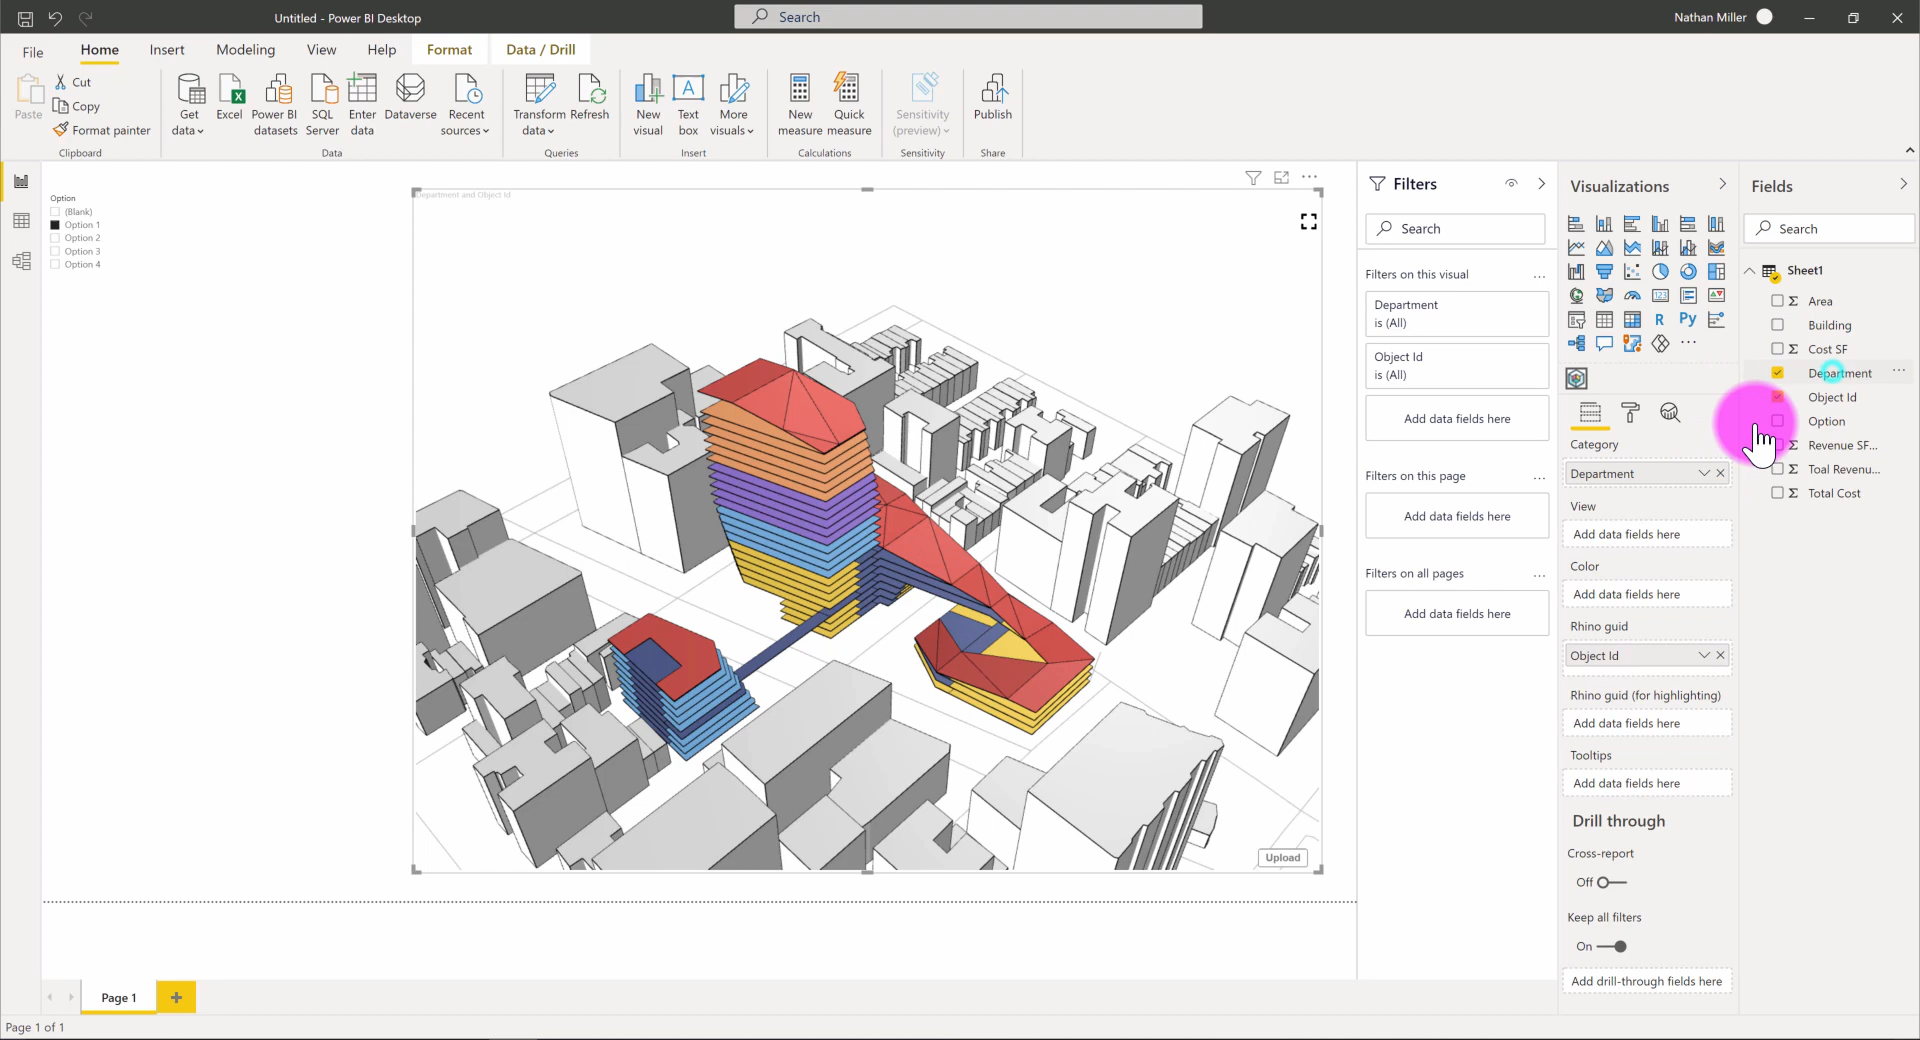 Untitled - Power BI Desktop
Search
Nathan Miller
File
Home
Insert
Modeling
View
Help
Format
Data / Drill
Paste
Cut
Copy
Format painter
Clipboard
Get data
Excel
Power BI datasets
SQL Server
Enter data
Dataverse
Recent sources
Data
Transform data
Refresh
Queries
New visual
Text box
More visuals
Insert
New measure
Quick measure
Calculations
Sensitivity (preview)
Sensitivity
Publish
Share
Option
(Blank)
Option 1
Option 2
Option 3
Option 4
Department and Object Id
Upload
Filters
Search
Filters on this visual
Department
is (All)
Object Id
is (All)
Add data fields here
Filters on this page
Add data fields here
Filters on all pages
Add data fields here
Visualizations
R
Py
123
Category
Department
View
Add data fields here
Color
Add data fields here
Rhino guid
Object Id
Rhino guid (for highlighting)
Add data fields here
Tooltips
Add data fields here
Drill through
Cross-report
Off
Keep all filters
On
Add drill-through fields here
Fields
Search
Sheet1
Area
Building
Cost SF
Department
Object Id
Option
Revenue SF...
Toal Revenu...
Total Cost
Page 1
Page 1 of 1